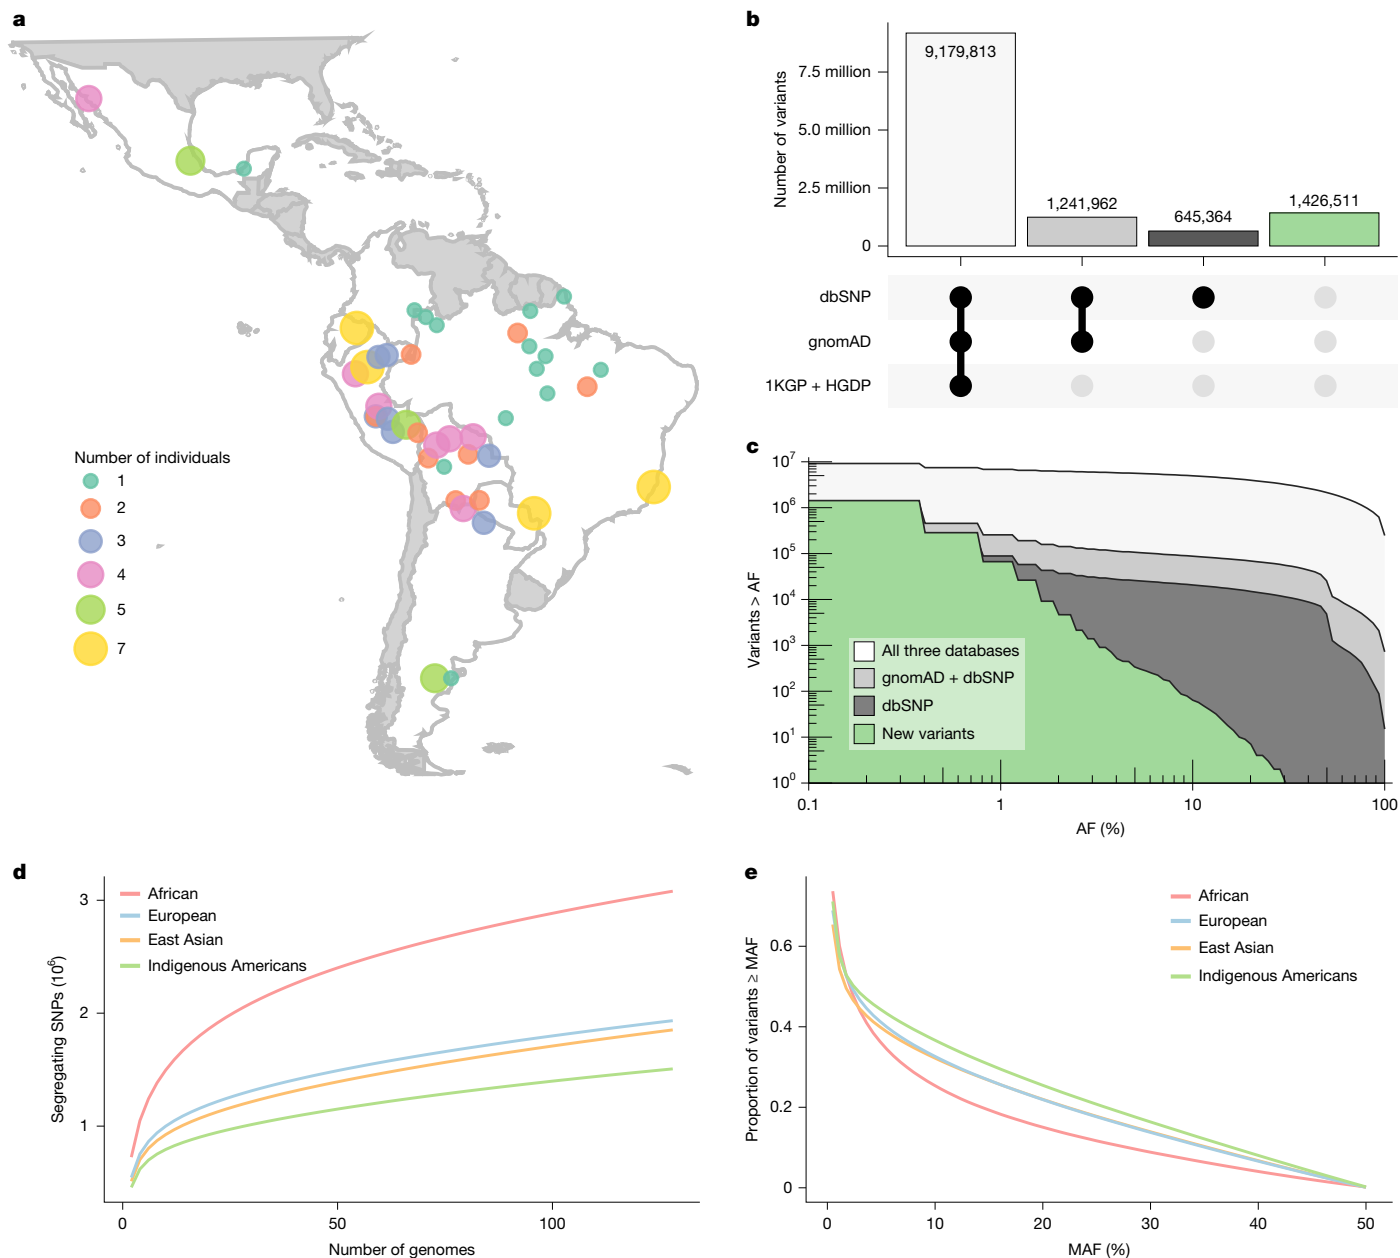 a
Number of individuals
1
2
3
4
5
7
b
Number of variants
7.5 million
5.0 million
2.5 million
0
9,179,813
1,241,962
645,364
1,426,511
dbSNP
gnomAD
1KGP + HGDP
c
Variants > AF
10^7
10^6
10^5
10^4
10^3
10^2
10^1
10^0
All three databases
gnomAD + dbSNP
dbSNP
New variants
0.1
1
10
100
AF (%)
d
Segregating SNPs (10^6)
3
2
1
African
European
East Asian
Indigenous Americans
0
50
100
Number of genomes
e
Proportion of variants ≥ MAF
0.6
0.4
0.2
0
African
European
East Asian
Indigenous Americans
0
10
20
30
40
50
MAF (%)